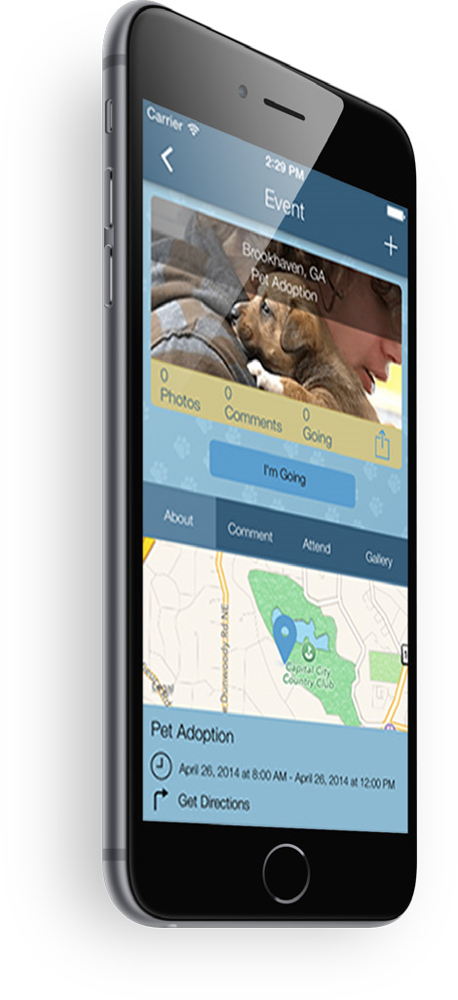 Carrier
2:29 PM
Event
+
Brookhaven, GA
Pet Adoption
0
Photos
0
Comments
0
Going
I'm Going
About
Comment
Attend
Gallery
Dunwoody Rd NE
Capital City
Country Club
1
Pet Adoption
April 26, 2014 at 8:00 AM - April 26, 2014 at 12:00 PM
Get Directions